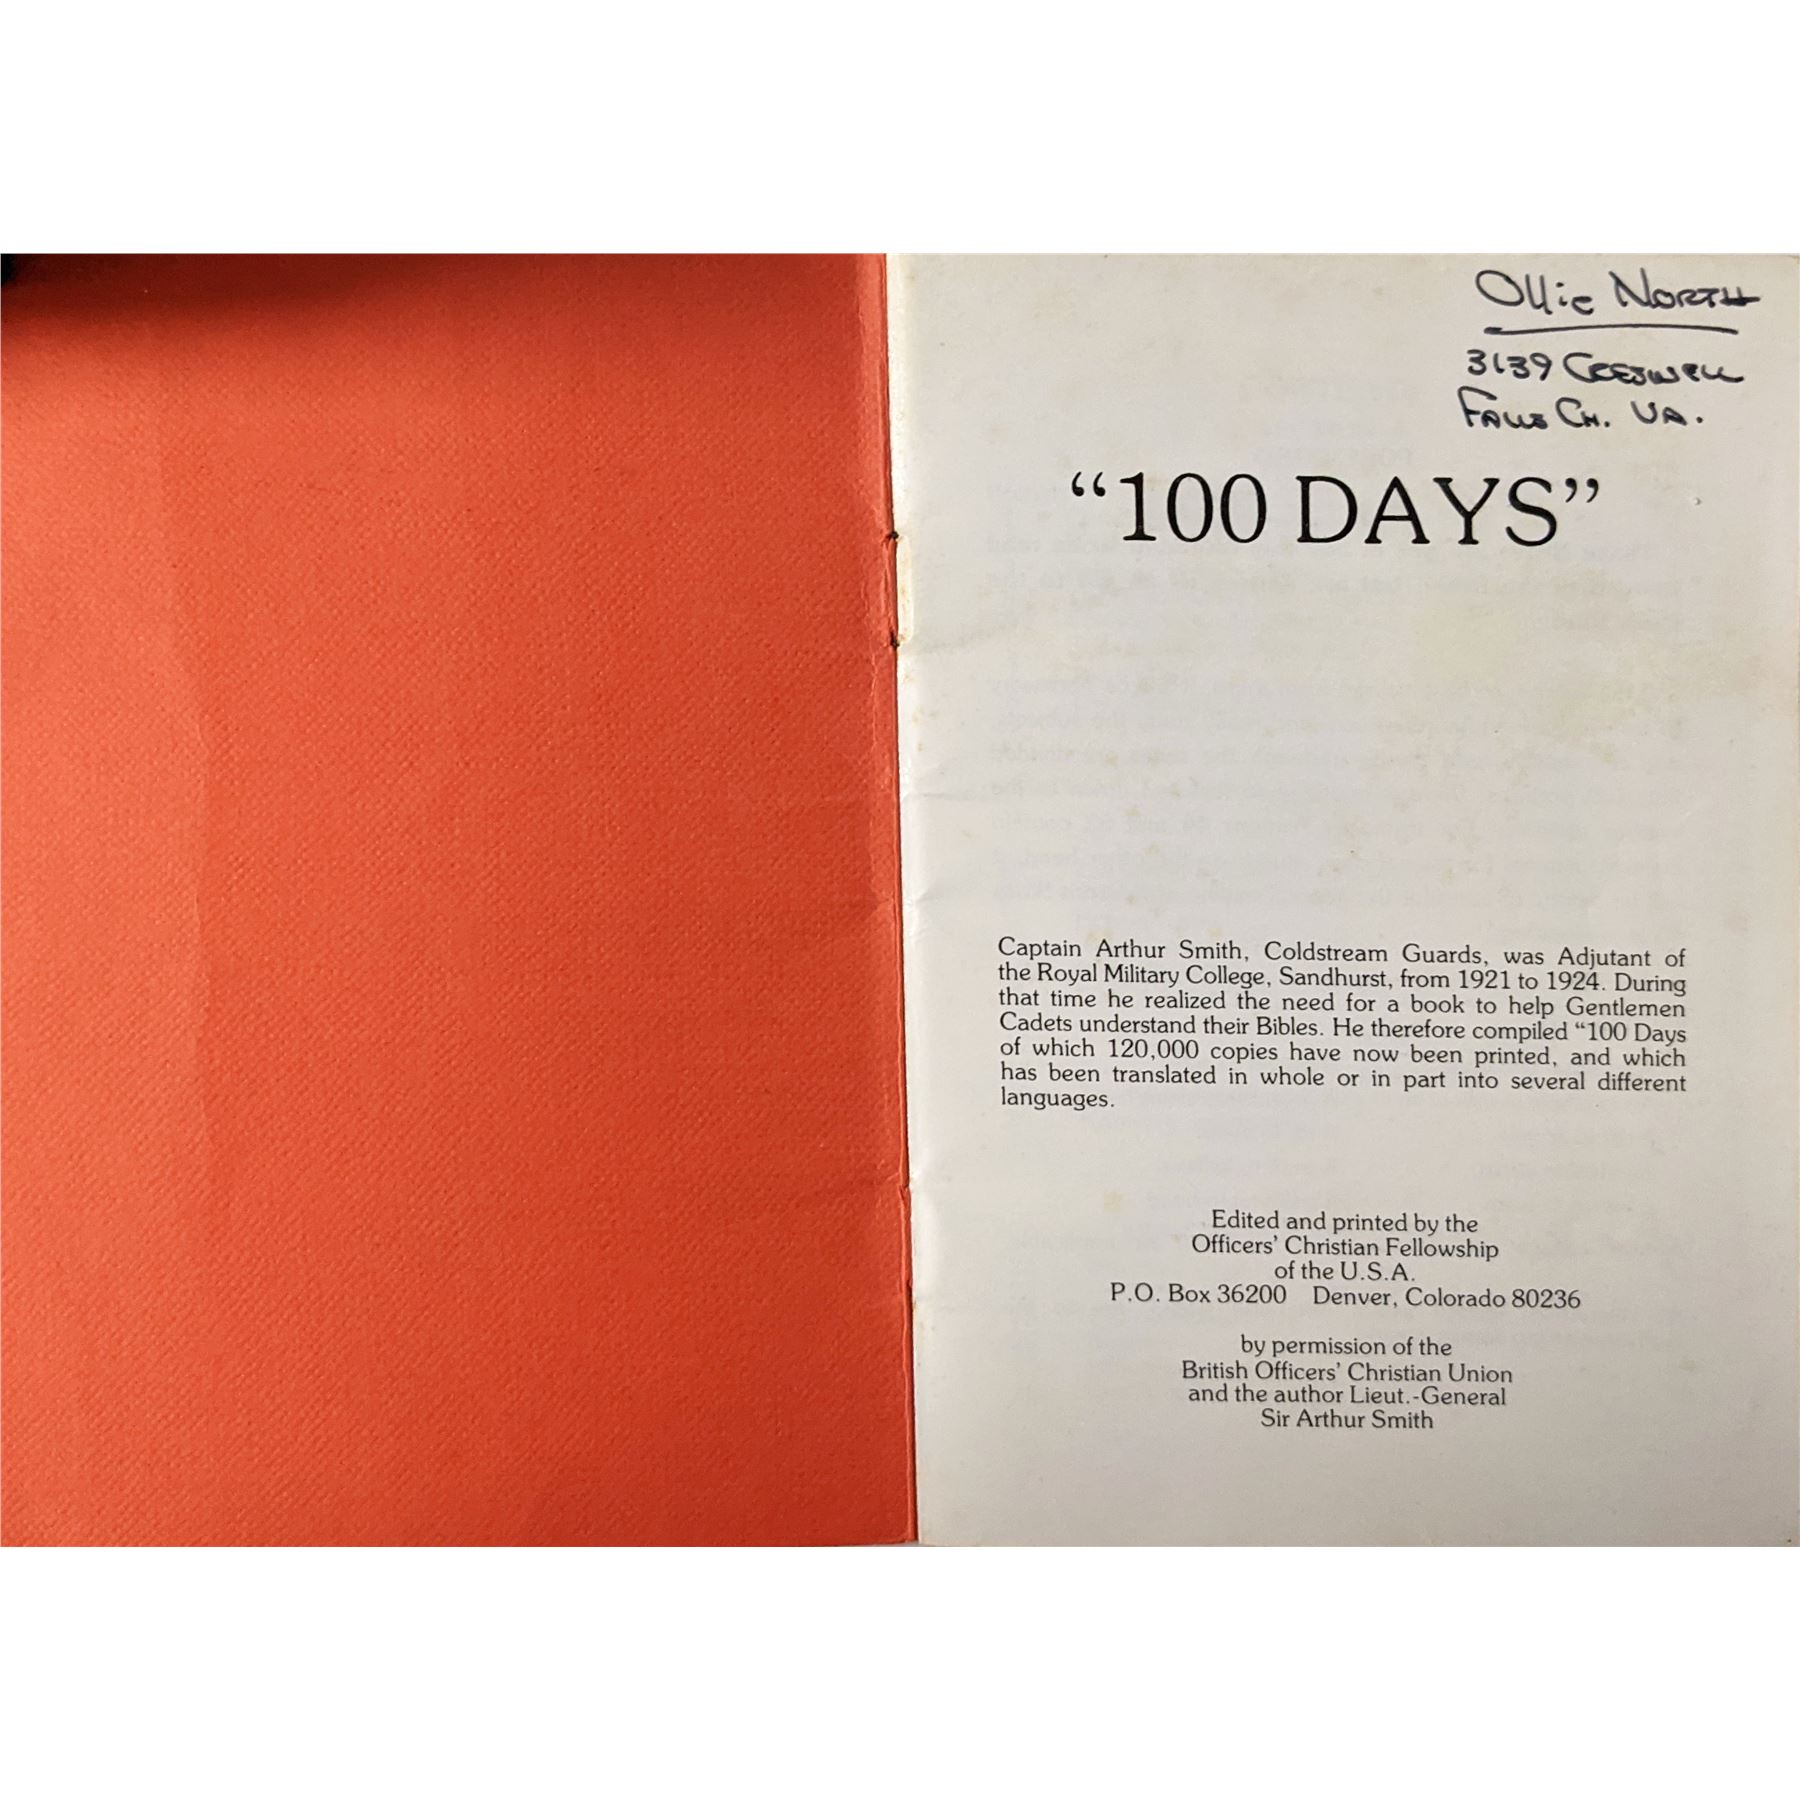 Ollie NORTH
3139 CRESWELL
FALLS CH. VA.
“100 DAYS”
Captain Arthur Smith, Coldstream Guards, was Adjutant of
the Royal Military College, Sandhurst, from 1921 to 1924. During
that time he realized the need for a book to help Gentlemen
Cadets understand their Bibles. He therefore compiled “100 Days
of which 120,000 copies have now been printed, and which
has been translated in whole or in part into several different
languages.
Edited and printed by the
Officers’ Christian Fellowship
of the U.S.A.
P.O. Box 36200 Denver, Colorado 80236
by permission of the
British Officers’ Christian Union
and the author Lieut.-General
Sir Arthur Smith